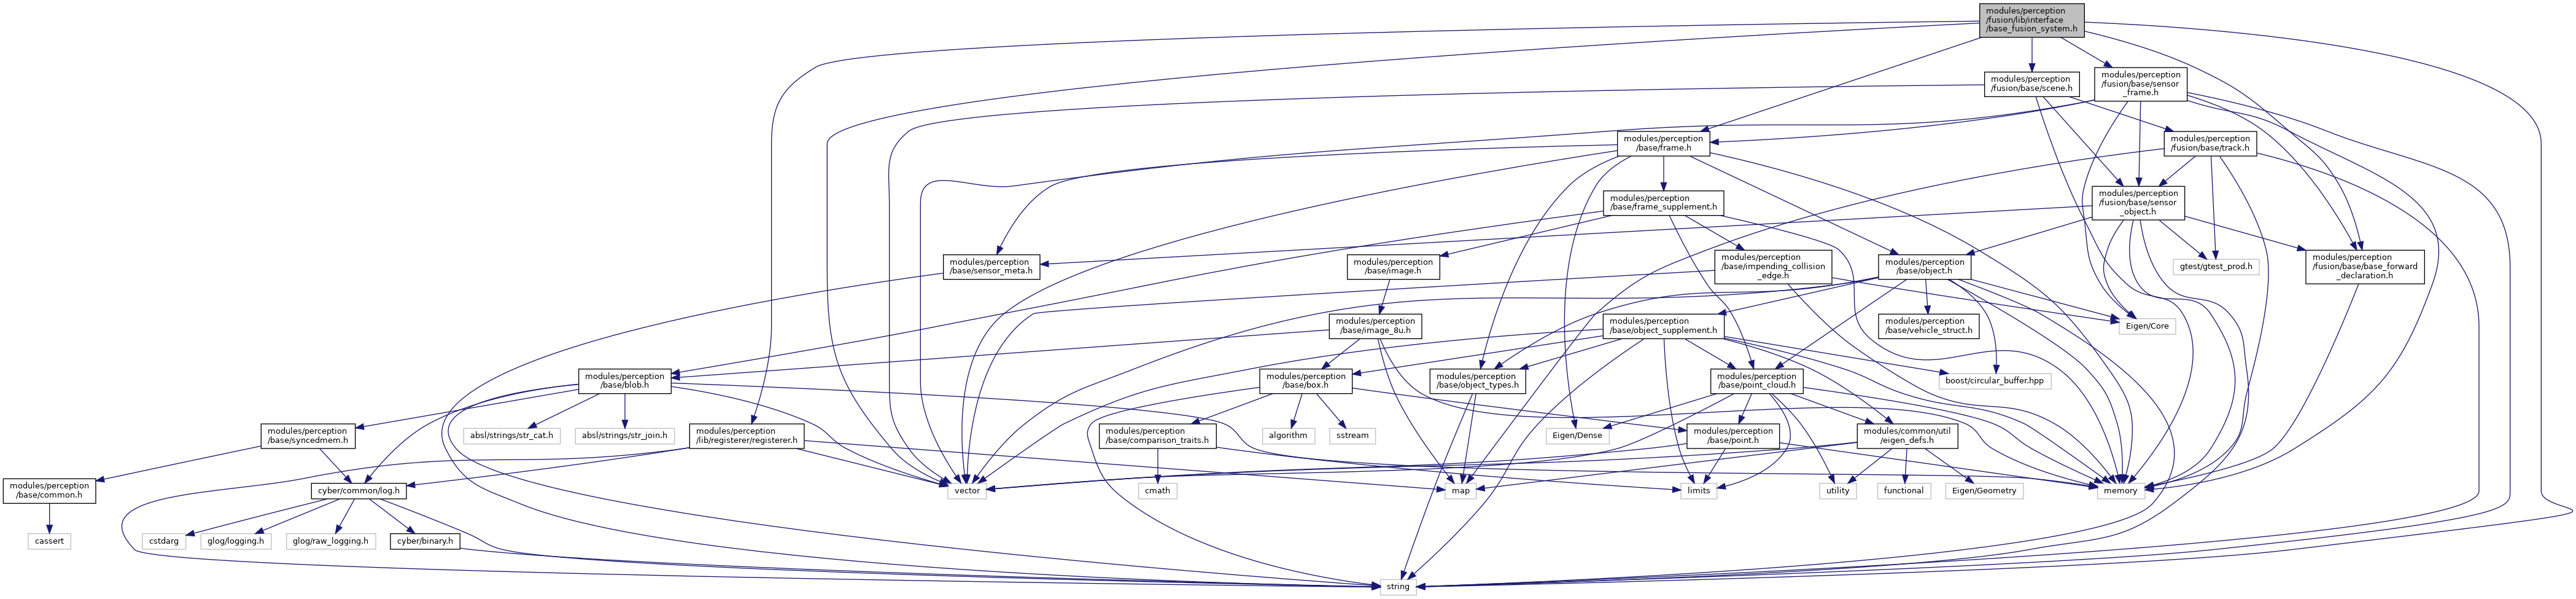 modules/perception
/fusion/lib/interface
/base_fusion_system.h
modules/perception
/fusion/base/scene.h
modules/perception
/fusion/base/sensor
_frame.h
modules/perception
/base/frame.h
modules/perception
/fusion/base/track.h
modules/perception
/base/frame_supplement.h
modules/perception
/fusion/base/sensor
_object.h
modules/perception
/base/sensor_meta.h
modules/perception
/base/image.h
modules/perception
/base/impending_collision
_edge.h
modules/perception
/base/object.h
gtest/gtest_prod.h
modules/perception
/fusion/base/base_forward
_declaration.h
modules/perception
/base/image_8u.h
modules/perception
/base/object_supplement.h
modules/perception
/base/vehicle_struct.h
Eigen/Core
modules/perception
/base/blob.h
modules/perception
/base/box.h
modules/perception
/base/object_types.h
modules/perception
/base/point_cloud.h
boost/circular_buffer.hpp
modules/perception
/base/syncedmem.h
absl/strings/str_cat.h
absl/strings/str_join.h
modules/perception
/lib/registerer/registerer.h
modules/perception
/base/comparison_traits.h
algorithm
sstream
Eigen/Dense
modules/perception
/base/point.h
modules/common/util
/eigen_defs.h
modules/perception
/base/common.h
cyber/common/log.h
vector
cmath
map
limits
utility
functional
Eigen/Geometry
memory
cassert
cstdarg
glog/logging.h
glog/raw_logging.h
cyber/binary.h
string